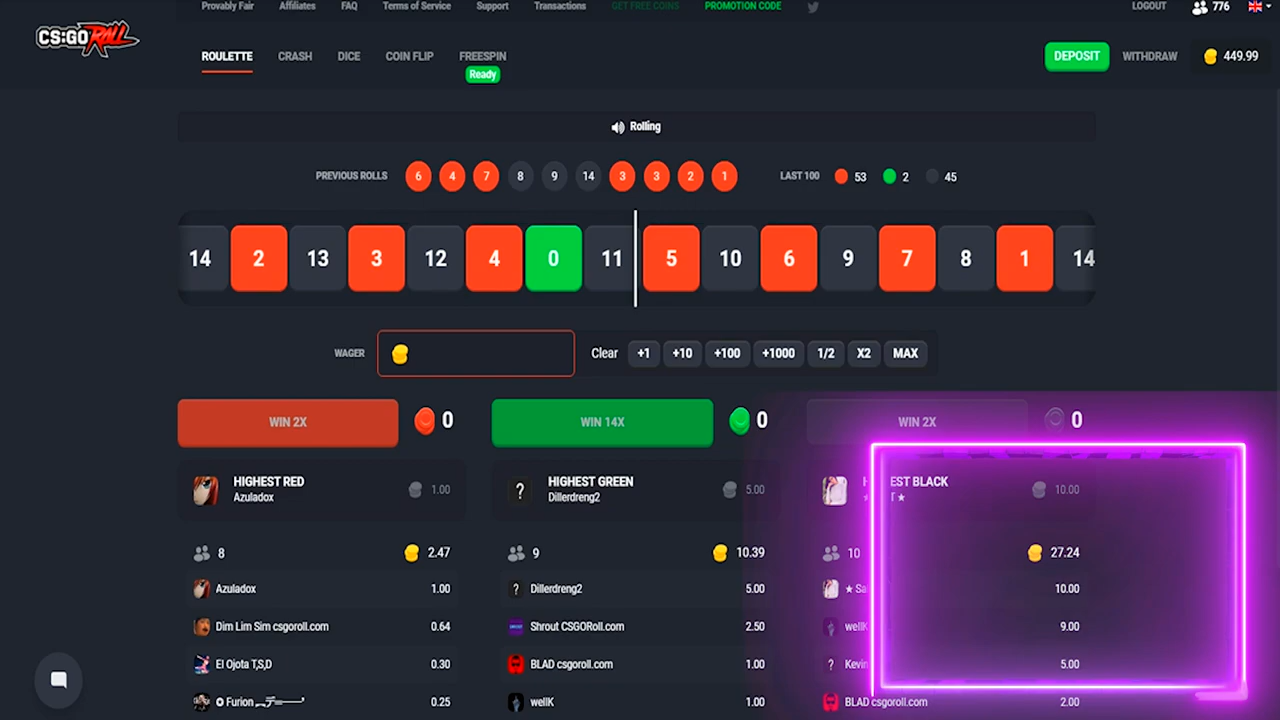 Provably Fair Affiliates FAQ Terms of Service Support Transactions GET FREE COINS PROMOTION CODE LOGOUT 776
CS:GO ROLL
ROULETTE CRASH DICE COIN FLIP FREESPIN DEPOSIT WITHDRAW 449.99
Ready
Rolling
PREVIOUS ROLLS 6 4 7 8 9 14 3 3 2 1 LAST 100 53 2 45
14 2 13 3 12 4 0 11 5 10 6 9 7 8 1 14
WAGER Clear +1 +10 +100 +1000 1/2 X2 MAX
WIN 2X 0 WIN 14X 0 WIN 2X 0
HIGHEST RED 1.00 HIGHEST GREEN 5.00 EST BLACK 10.00
Azuladox ? Dillerdreng2
8 2.47 9 10.39 10 27.24
Azuladox 1.00 ? Dillerdreng2 5.00 ★ Sa 10.00
Dim Lim Sim csgoroll.com 0.64 Shrout CSGORoll.com 2.50 wellK 9.00
El Ojota T,S,D 0.30 BLAD csgoroll.com 1.00 ? Kevin 5.00
Furion 0.25 wellK 1.00 BLAD csgoroll.com 2.00